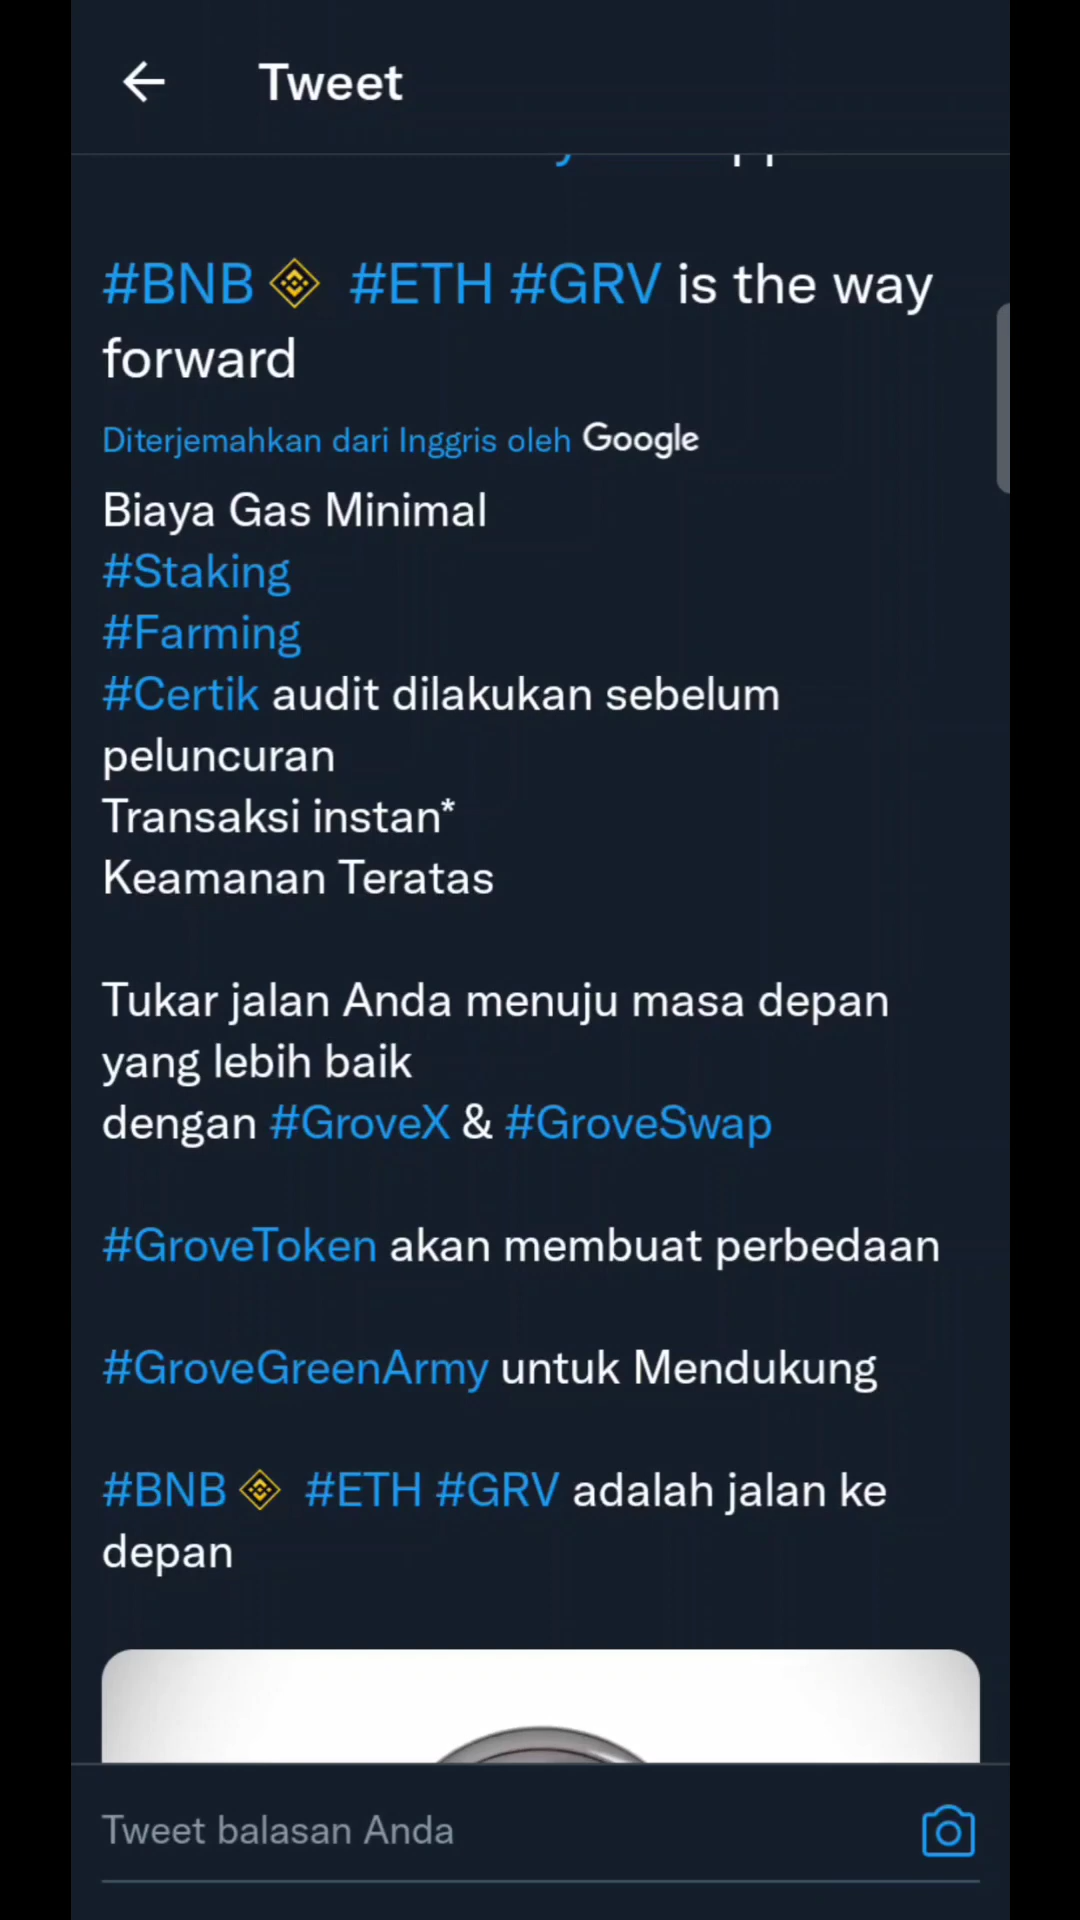 Tweet
#BNB #ETH #GRV is the way
forward
Diterjemahkan dari Inggris oleh Google
Biaya Gas Minimal
#Staking
#Farming
#Certik audit dilakukan sebelum
peluncuran
Transaksi instan*
Keamanan Teratas
Tukar jalan Anda menuju masa depan
yang lebih baik
dengan #GroveX & #GroveSwap
#GroveToken akan membuat perbedaan
#GroveGreenArmy untuk Mendukung
#BNB #ETH #GRV adalah jalan ke
depan
Tweet balasan Anda